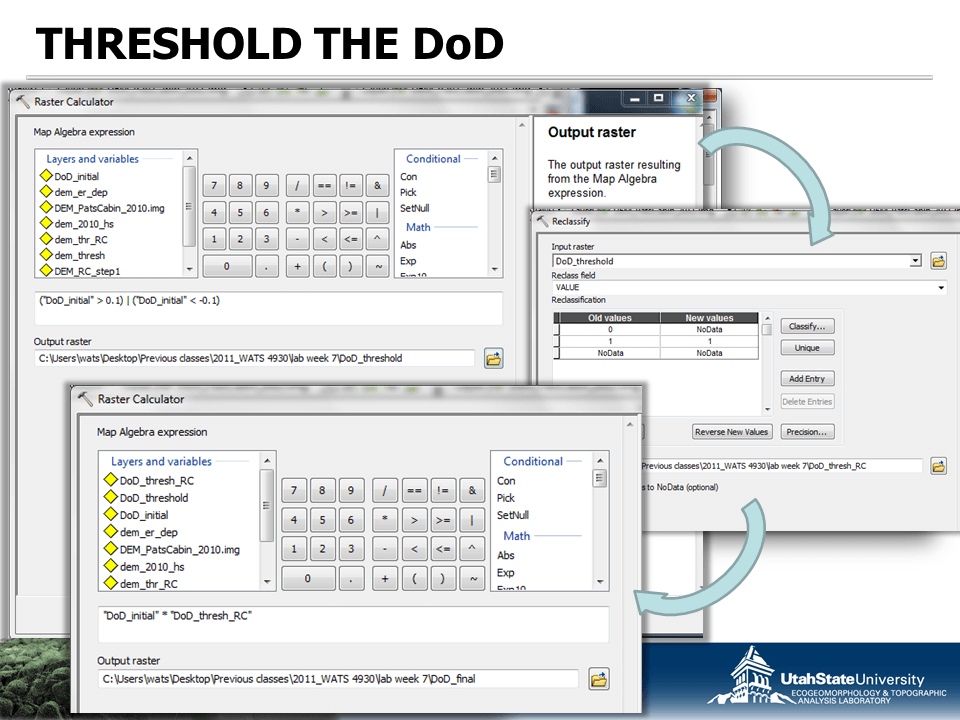 THRESHOLD THE DoD
Raster Calculator
Map Algebra expression
Layers and variables
DoD_initial
dem_er_dep
DEM_PatsCabin_2010.img
dem_2010_hs
dem_thr_RC
dem_thresh
DEM_RC_step1
7 8 9 / == != &
4 5 6 * > >= |
1 2 3 - < <= ^
0 . + ( ) ~
Conditional
Con
Pick
SetNull
Math
Abs
Exp
Exp10
("DoD_initial" > 0.1) | ("DoD_initial" < -0.1)
Output raster
C:\Users\wats\Desktop\Previous classes\2011_WATS 4930\lab week 7\DoD_threshold
Output raster
The output raster resulting
from the Map Algebra
expression.
Reclassify
Input raster
DoD_threshold
Reclass field
VALUE
Reclassification
Old values New values
0 NoData
1 1
NoData NoData
Classify...
Unique
Add Entry
Delete Entries
Reverse New Values Precision...
Previous classes\2011_WATS 4930\lab week 7\DoD_thresh_RC
s to NoData (optional)
Raster Calculator
Map Algebra expression
Layers and variables
DoD_thresh_RC
DoD_threshold
DoD_initial
dem_er_dep
DEM_PatsCabin_2010.img
dem_2010_hs
dem_thr_RC
7 8 9 / == != &
4 5 6 * > >= |
1 2 3 - < <= ^
0 . + ( ) ~
Conditional
Con
Pick
SetNull
Math
Abs
Exp
Exp10
"DoD_initial" * "DoD_thresh_RC"
Output raster
C:\Users\wats\Desktop\Previous classes\2011_WATS 4930\lab week 7\DoD_final
UtahStateUniversity
ECOGEOMORPHOLOGY & TOPOGRAPHIC
ANALYSIS LABORATORY